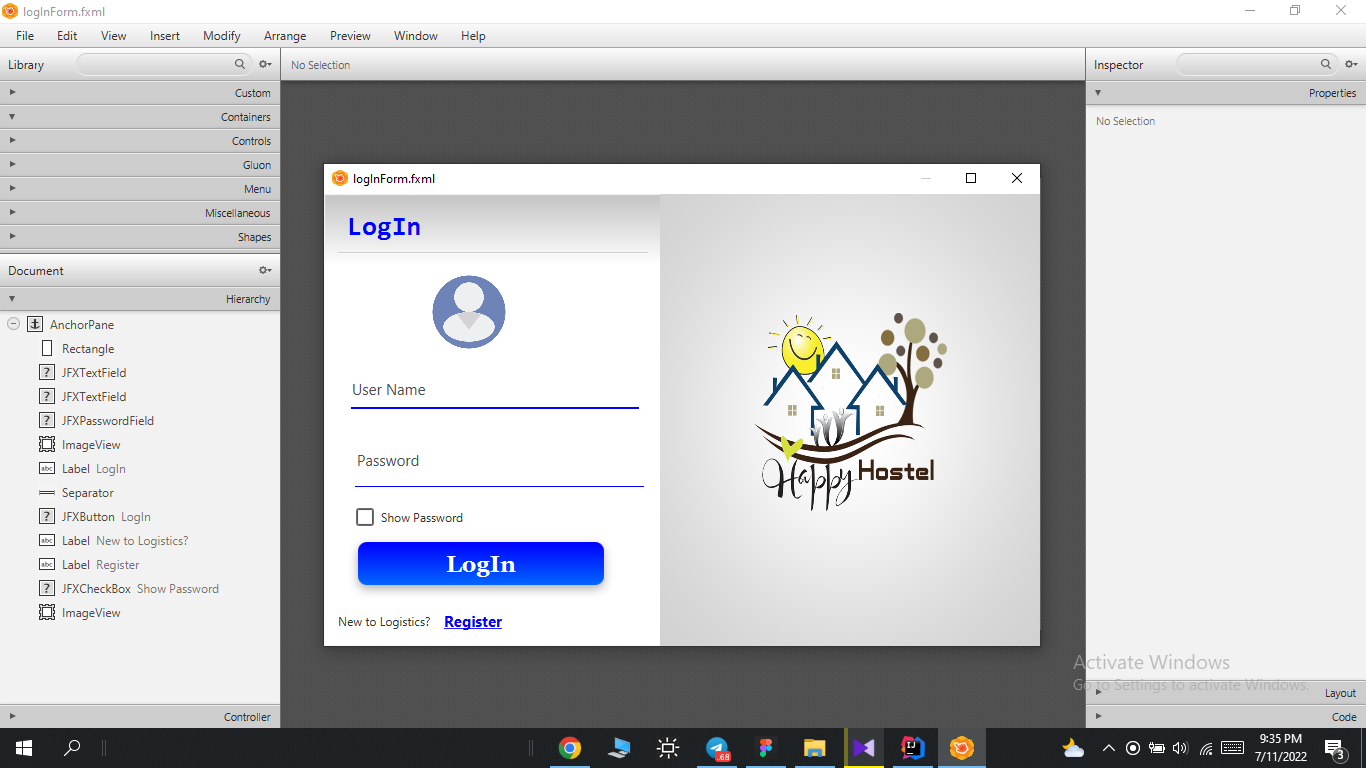 logInForm.fxml
File Edit View Insert Modify Arrange Preview Window Help
Library
No Selection
Inspector
Custom
Containers
Controls
Gluon
Menu
Miscellaneous
Shapes
Document
Hierarchy
AnchorPane
Rectangle
JFXTextField
JFXTextField
JFXPasswordField
ImageView
abc Label LogIn
Separator
JFXButton LogIn
abc Label New to Logistics?
abc Label Register
JFXCheckBox Show Password
ImageView
Controller
logInForm.fxml
LogIn
User Name
Password
Show Password
LogIn
New to Logistics? Register
Happy Hostel
Properties
No Selection
Activate Windows
Go to Settings to activate Windows.
Layout
Code
.68
IJ
9:35 PM
7/11/2022
3